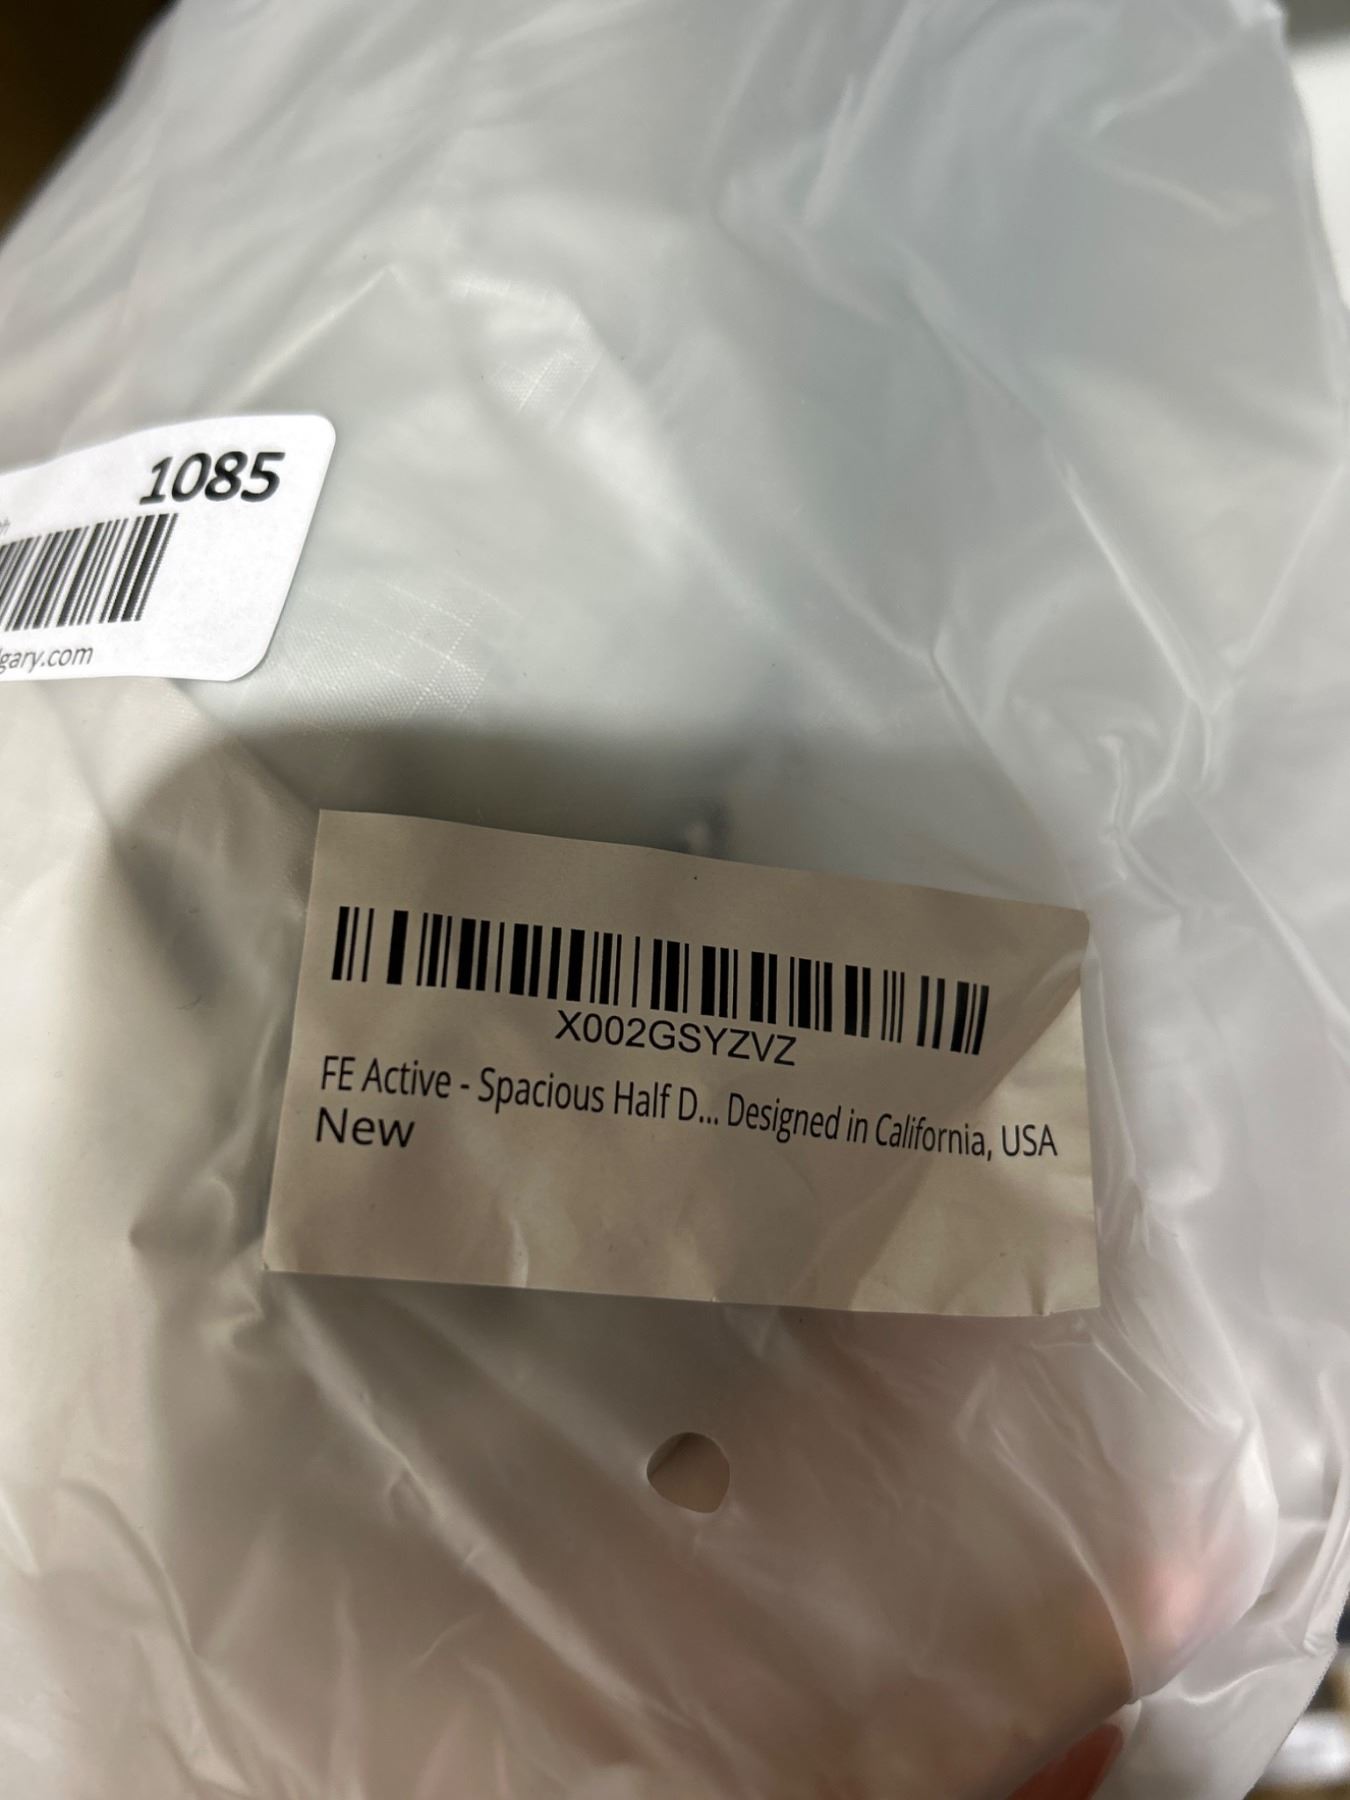 1085
gary.com
X002GSYZVZ
FE Active - Spacious Half D... Designed in California, USA
New